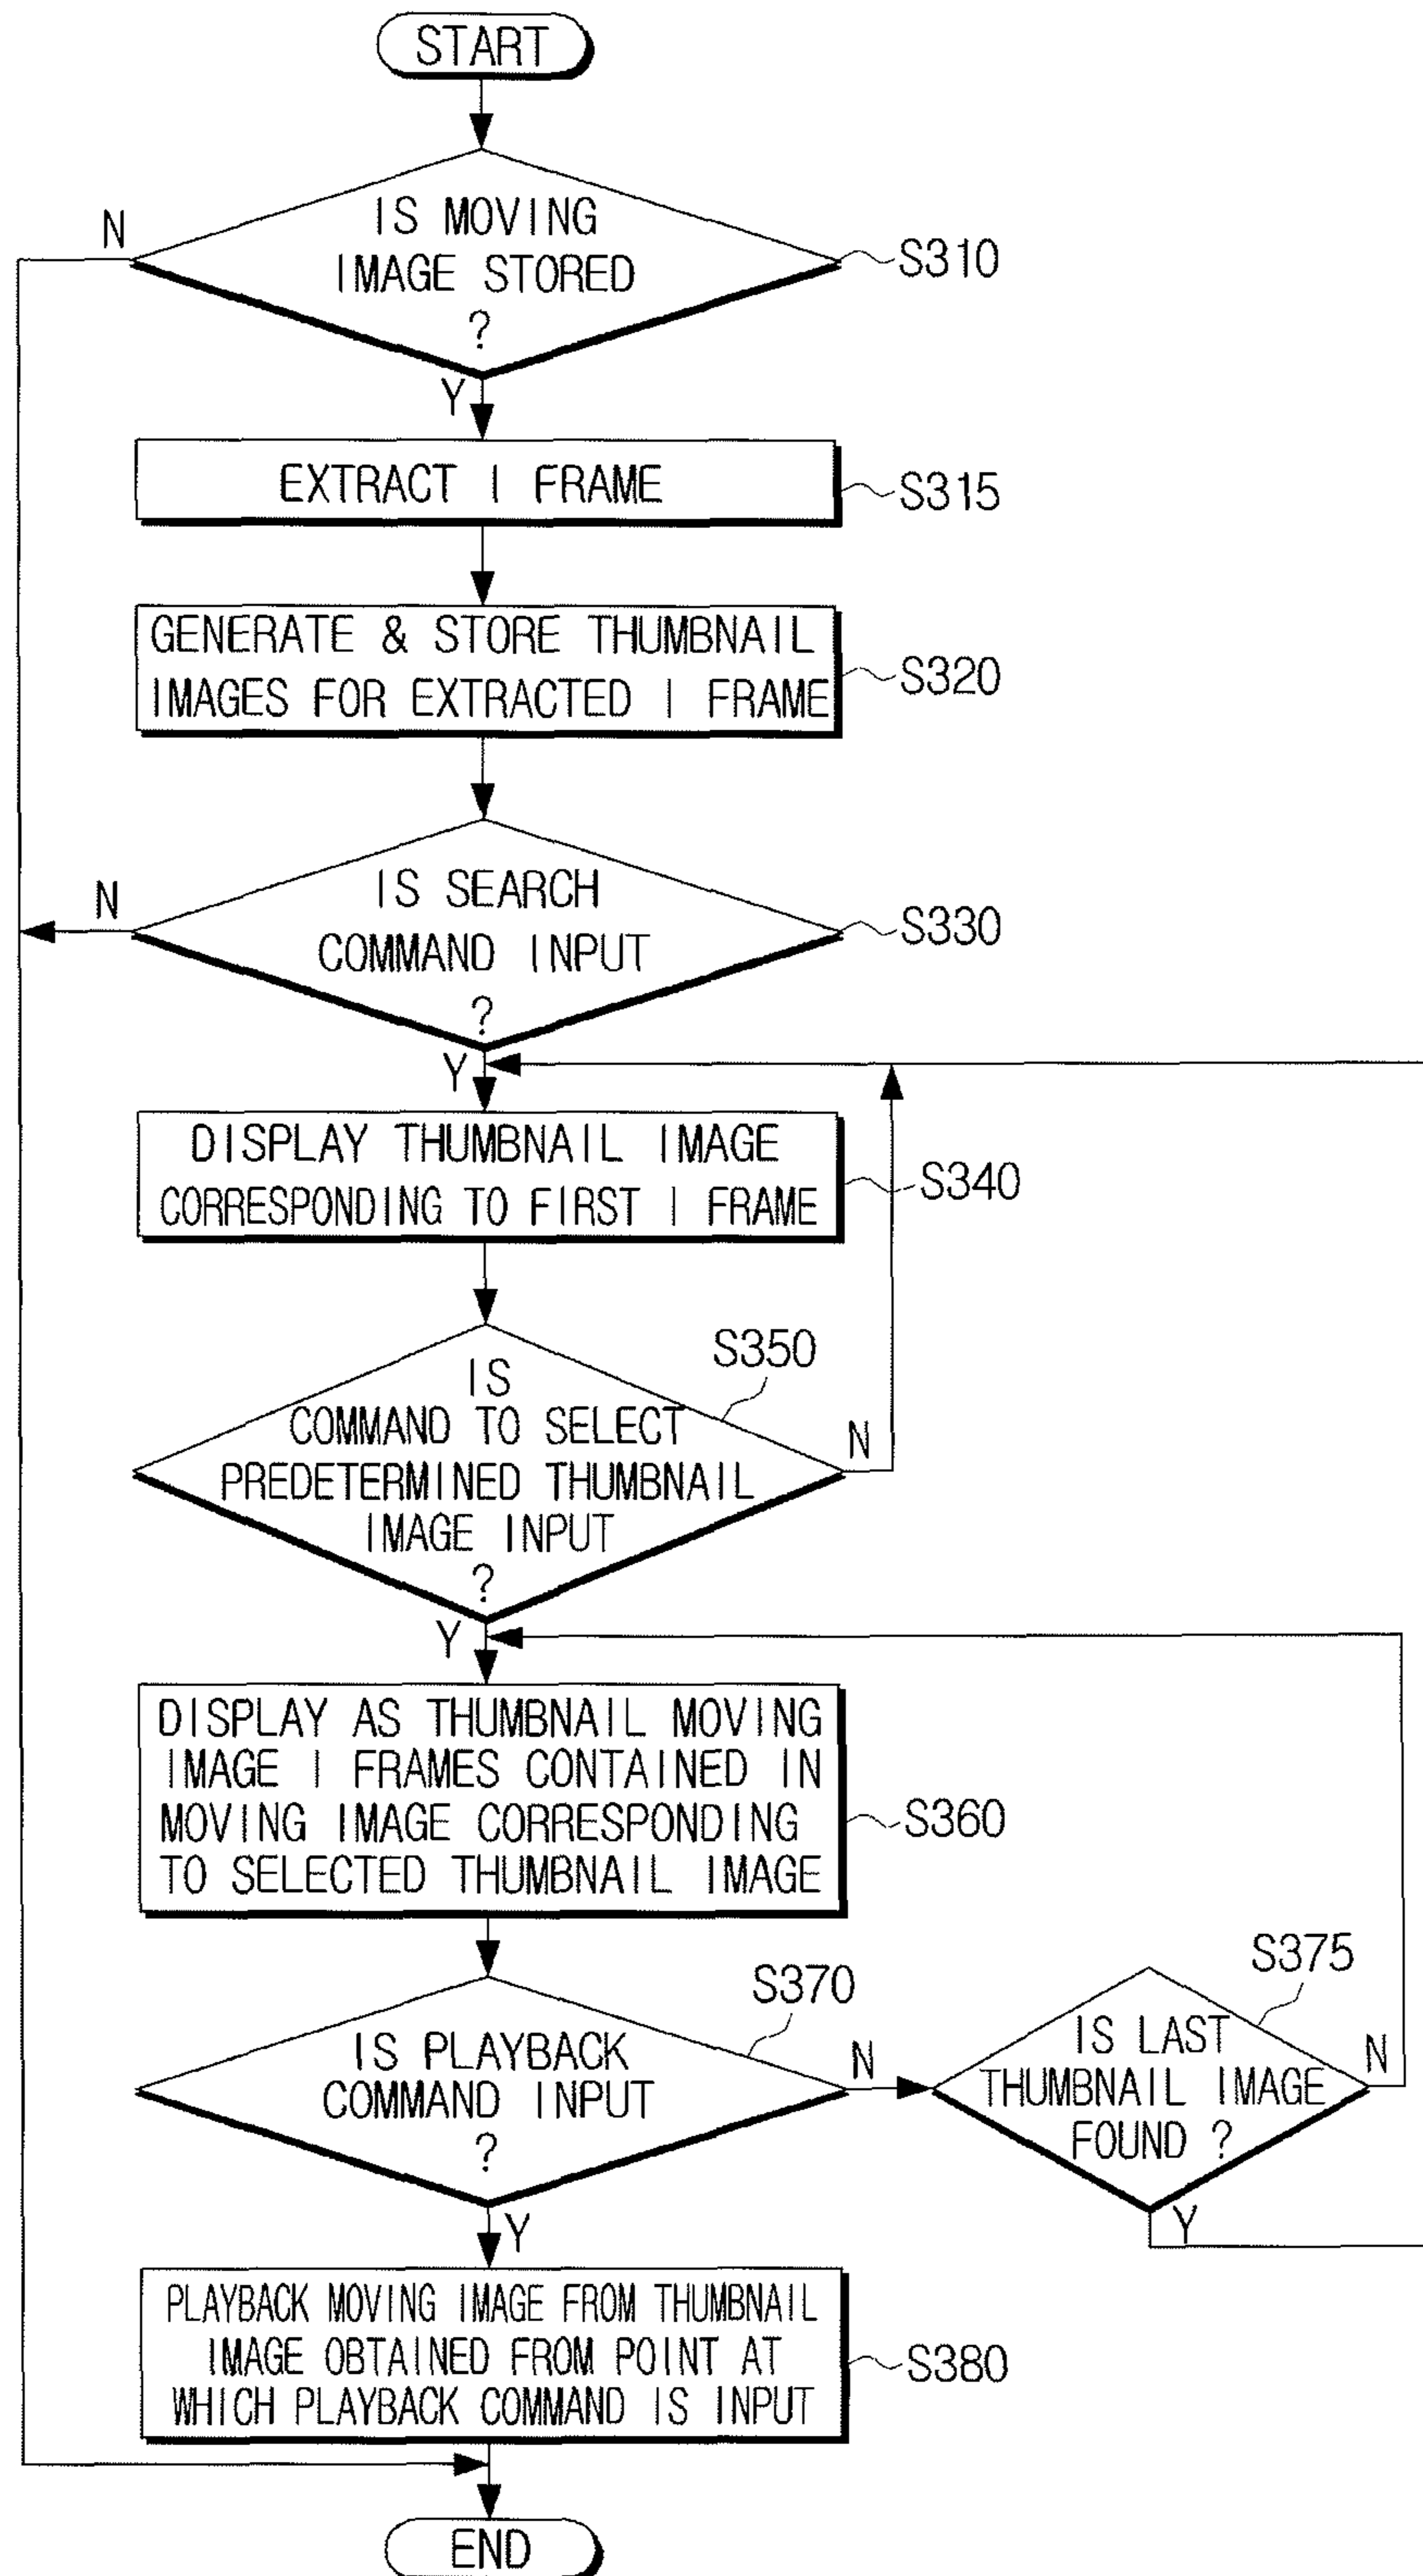 START
IS MOVING
IMAGE STORED
?
N
S310
Y
EXTRACT I FRAME
S315
GENERATE & STORE THUMBNAIL
IMAGES FOR EXTRACTED I FRAME
S320
IS SEARCH
COMMAND INPUT
?
N
S330
Y
DISPLAY THUMBNAIL IMAGE
CORRESPONDING TO FIRST I FRAME
S340
IS
COMMAND TO SELECT
PREDETERMINED THUMBNAIL
IMAGE INPUT
?
S350
N
Y
DISPLAY AS THUMBNAIL MOVING
IMAGE I FRAMES CONTAINED IN
MOVING IMAGE CORRESPONDING
TO SELECTED THUMBNAIL IMAGE
S360
IS PLAYBACK
COMMAND INPUT
?
S370
N
IS LAST
THUMBNAIL IMAGE
FOUND ?
S375
N
Y
Y
PLAYBACK MOVING IMAGE FROM THUMBNAIL
IMAGE OBTAINED FROM POINT AT
WHICH PLAYBACK COMMAND IS INPUT
S380
END